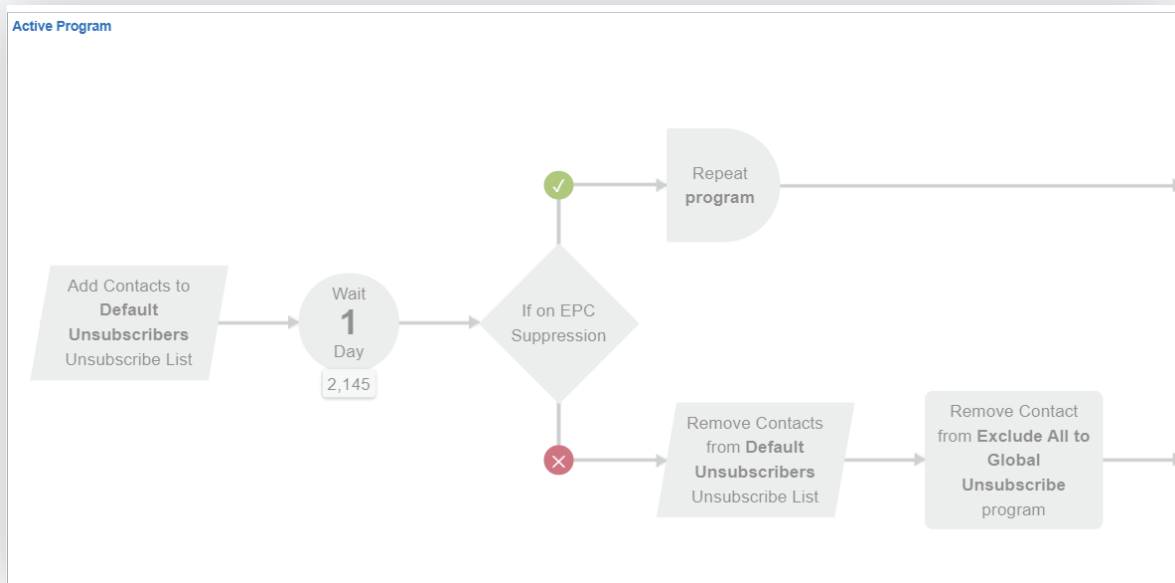 Active Program
Repeat
program
Add Contacts to
Default
Unsubscribers
Unsubscribe List
Wait
1
Day
2,145
If on EPC
Suppression
Remove Contacts
from Default
Unsubscribers
Unsubscribe List
Remove Contact
from Exclude All to
Global
Unsubscribe
program